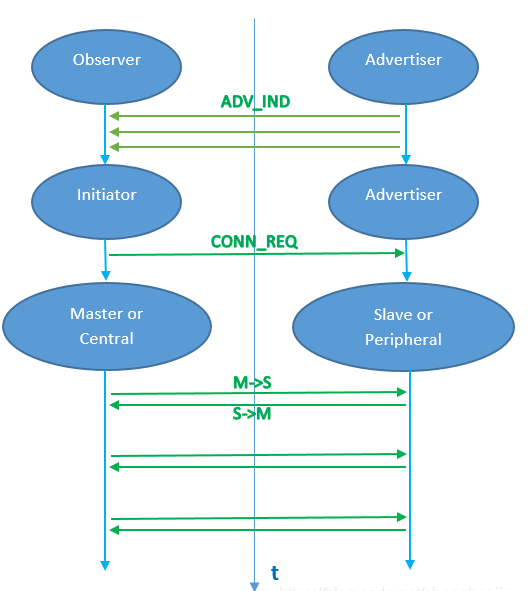 Observer
Advertiser
ADV_IND
Initiator
Advertiser
CONN_REQ
Master or
Central
Slave or
Peripheral
M->S
S->M
t